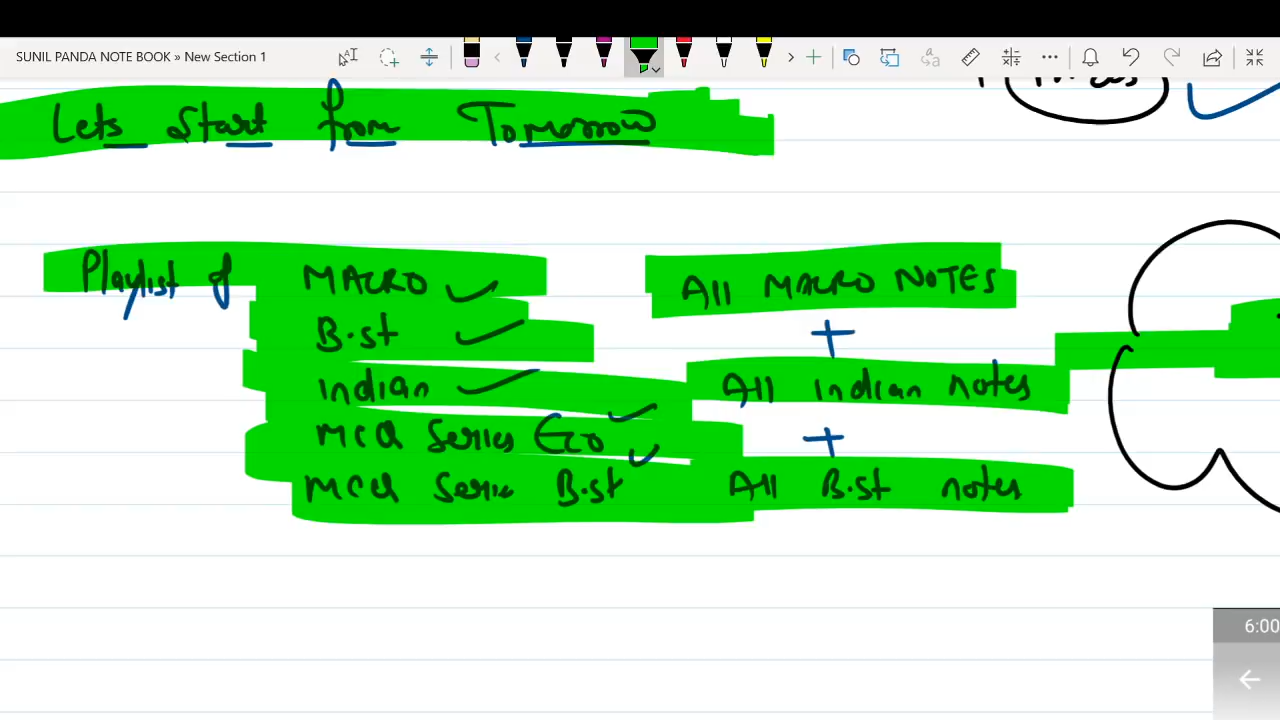 SUNIL PANDA NOTE BOOK » New Section 1
Lets start from Tomorrow
Playlist of MACRO All MACRO NOTES
+
B.st
Indian All Indian notes
MCQ Series Eco +
MCQ Serie B.st All B.st notes
6:00